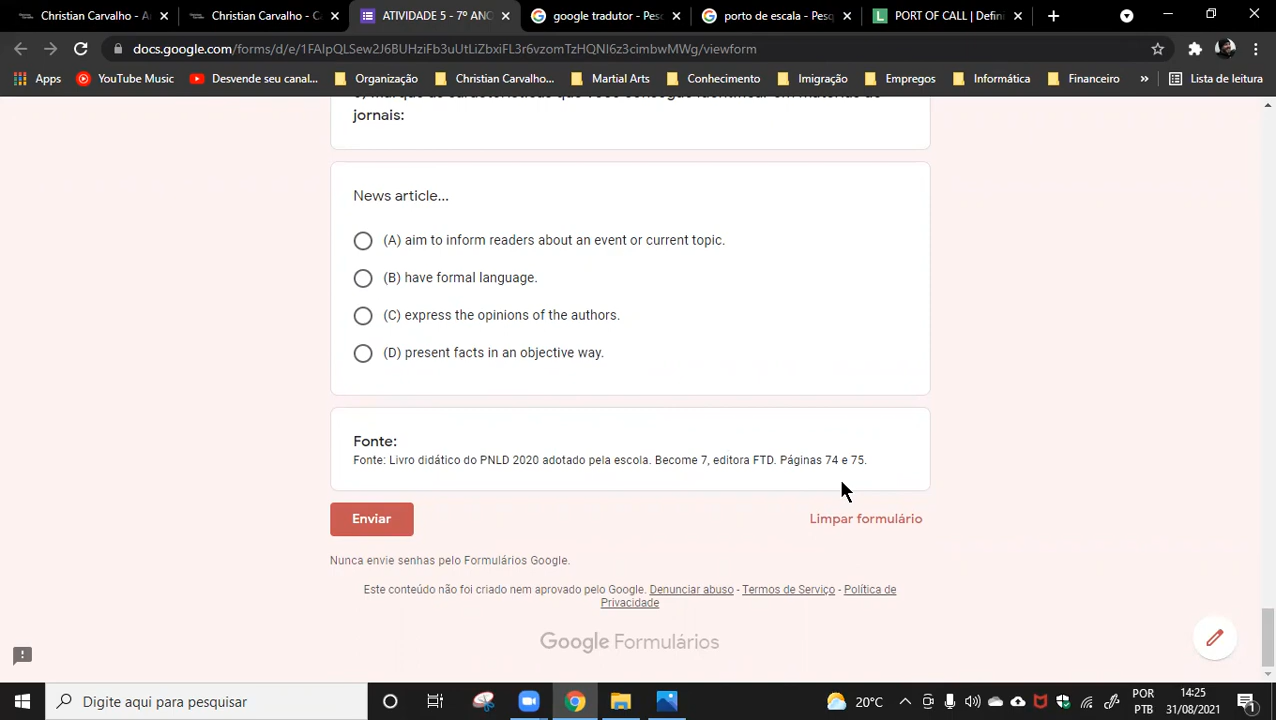 Christian Carvalho - A
Christian Carvalho - C
ATIVIDADE 5 - 7º AN
google tradutor - Pes
porto de escala - Pesq
PORT OF CALL | Defini
docs.google.com/forms/d/e/1FAIpQLSew2J6BUHziFb3uUtLiZbxiFL3r6vzomTzHQNI6z3cimbwMWg/viewform
Apps
YouTube Music
Desvende seu canal...
Organização
Christian Carvalho...
Martial Arts
Conhecimento
Imigração
Empregos
Informática
Financeiro
Lista de leitura
jornais:
News article...
(A) aim to inform readers about an event or current topic.
(B) have formal language.
(C) express the opinions of the authors.
(D) present facts in an objective way.
Fonte:
Fonte: Livro didático do PNLD 2020 adotado pela escola. Become 7, editora FTD. Páginas 74 e 75.
Enviar
Limpar formulário
Nunca envie senhas pelo Formulários Google.
Este conteúdo não foi criado nem aprovado pelo Google. Denunciar abuso - Termos de Serviço - Política de
Privacidade
Google Formulários
Digite aqui para pesquisar
20°C
POR
PTB
14:25
31/08/2021
1